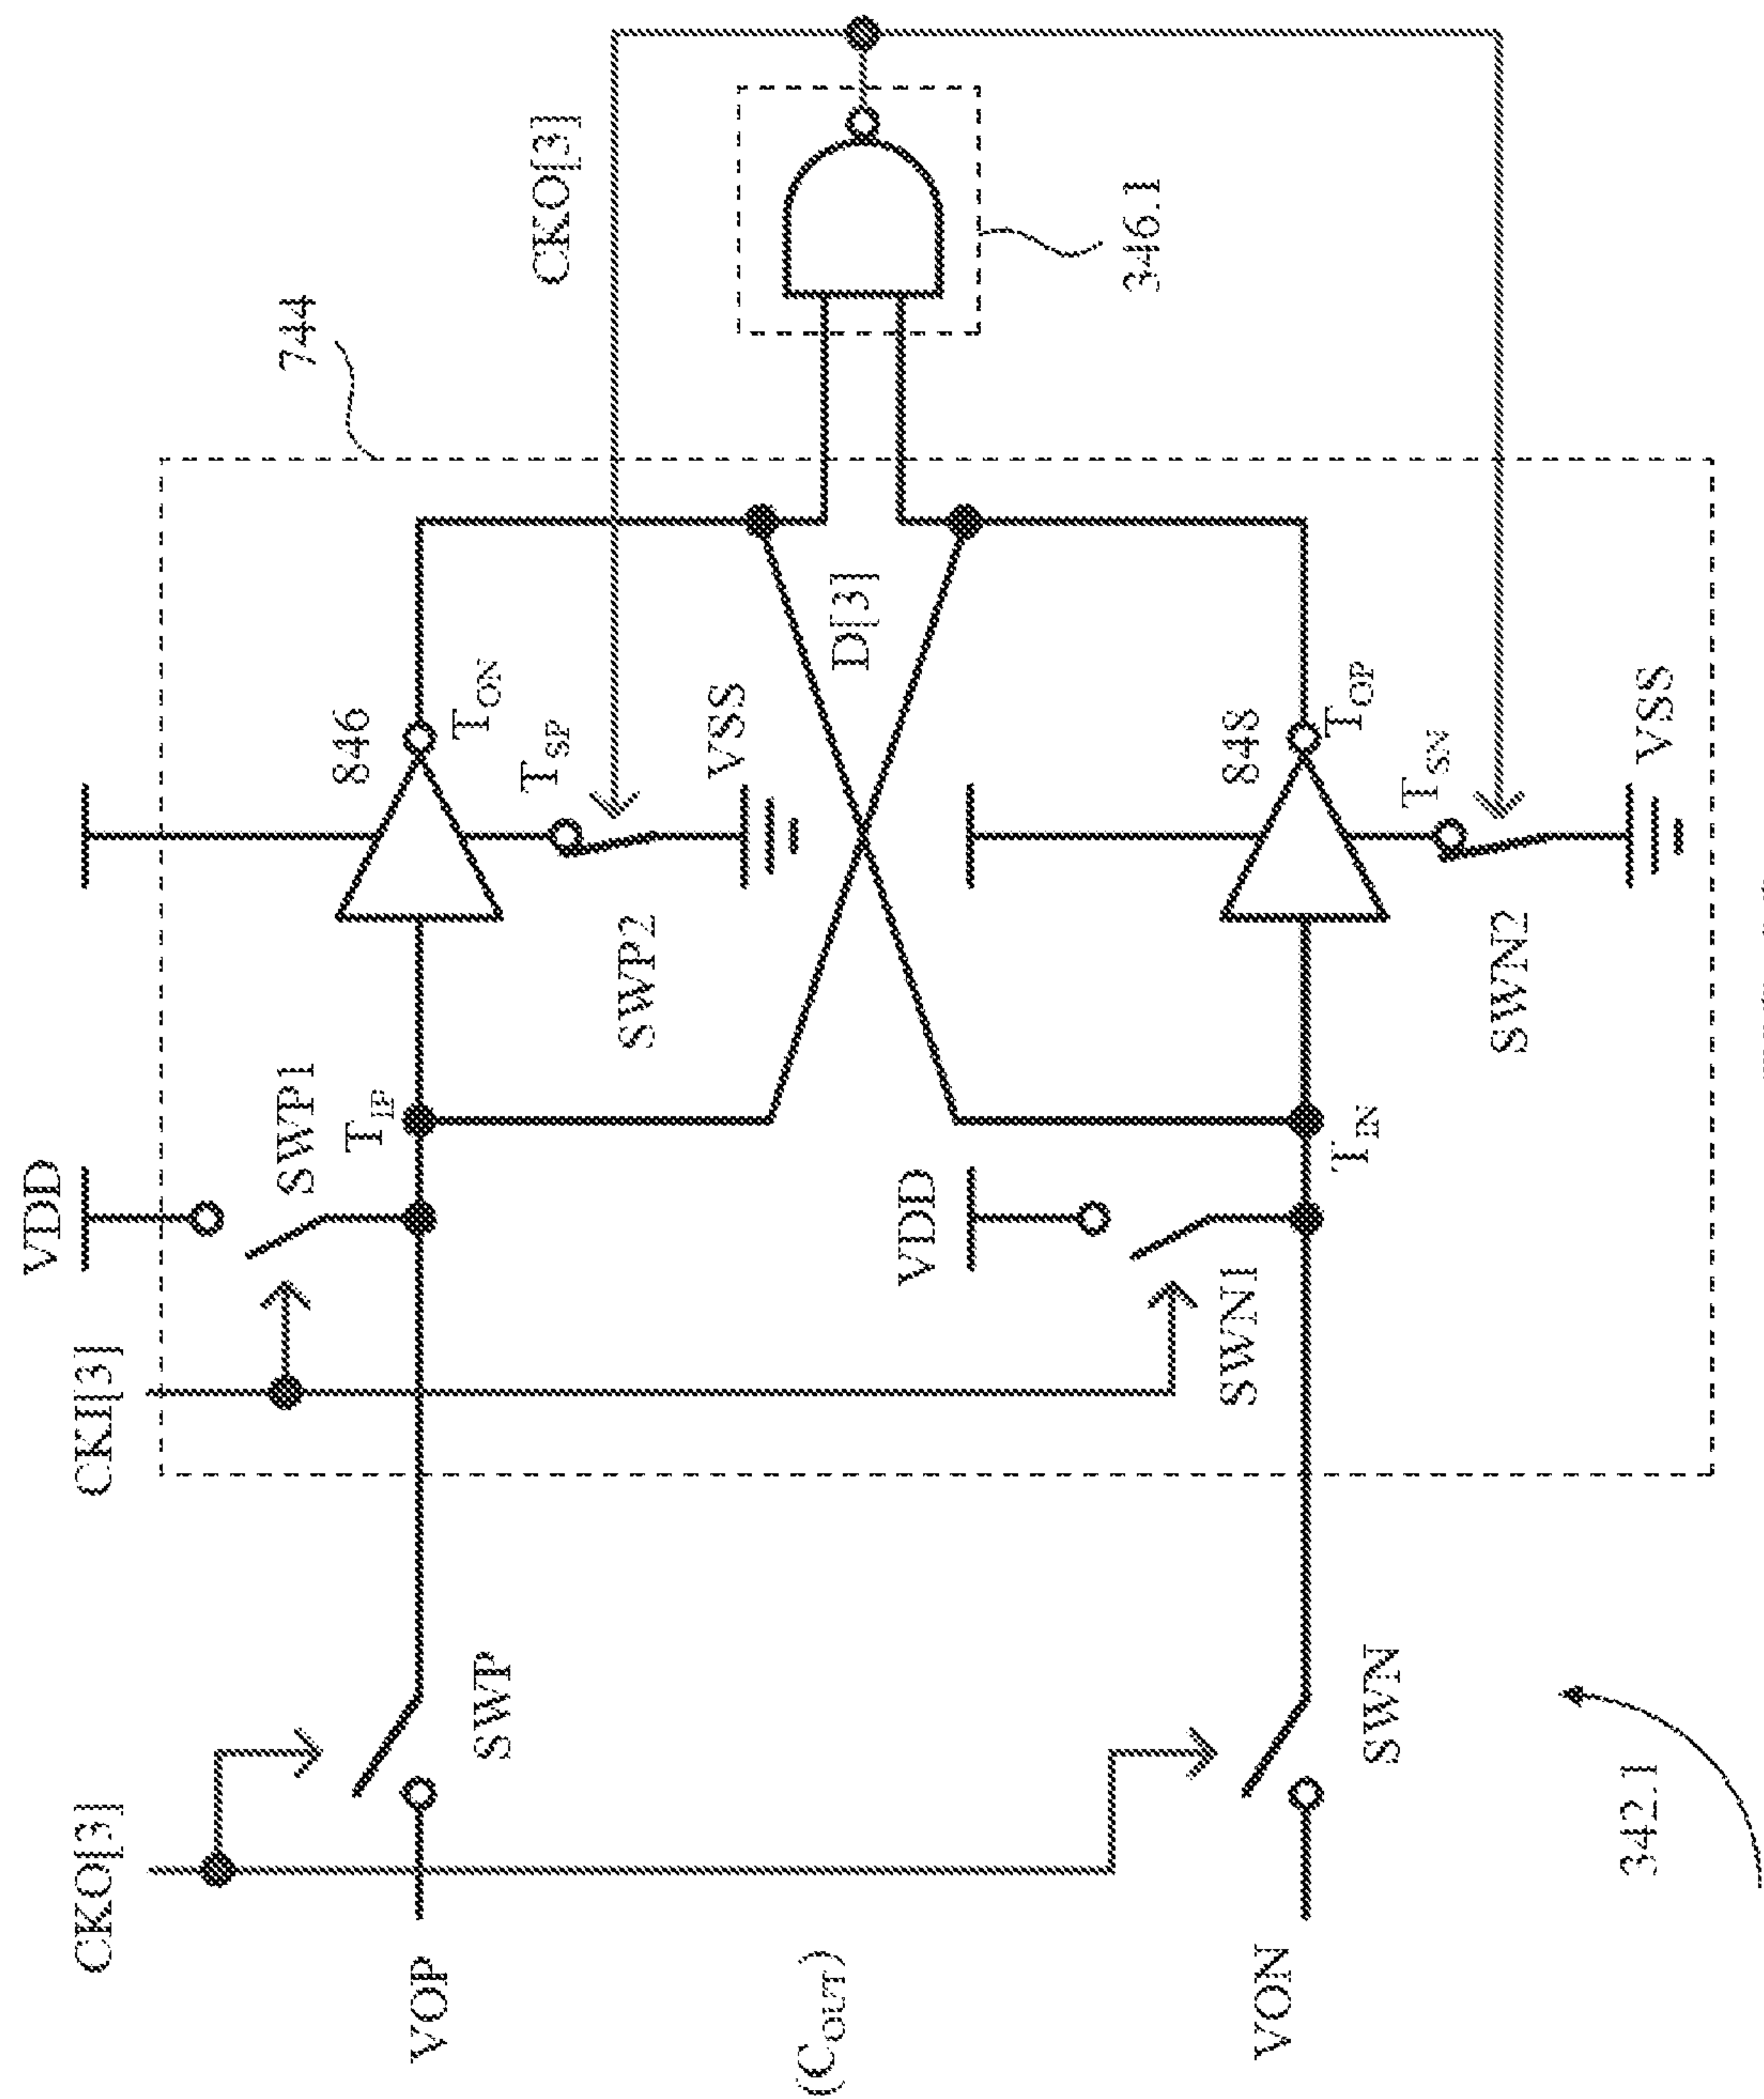 CKO[3]
VOP
SWP
(C_OUT)
VON
SWN
342.1
CKI[3]
VDD
SWP1
T_IP
VDD
SWN1
T_IN
SWP2
SWN2
846
T_ON
T_SP
VSS
D[3]
848
T_OP
T_SN
VSS
744
CKO[3]
346.1